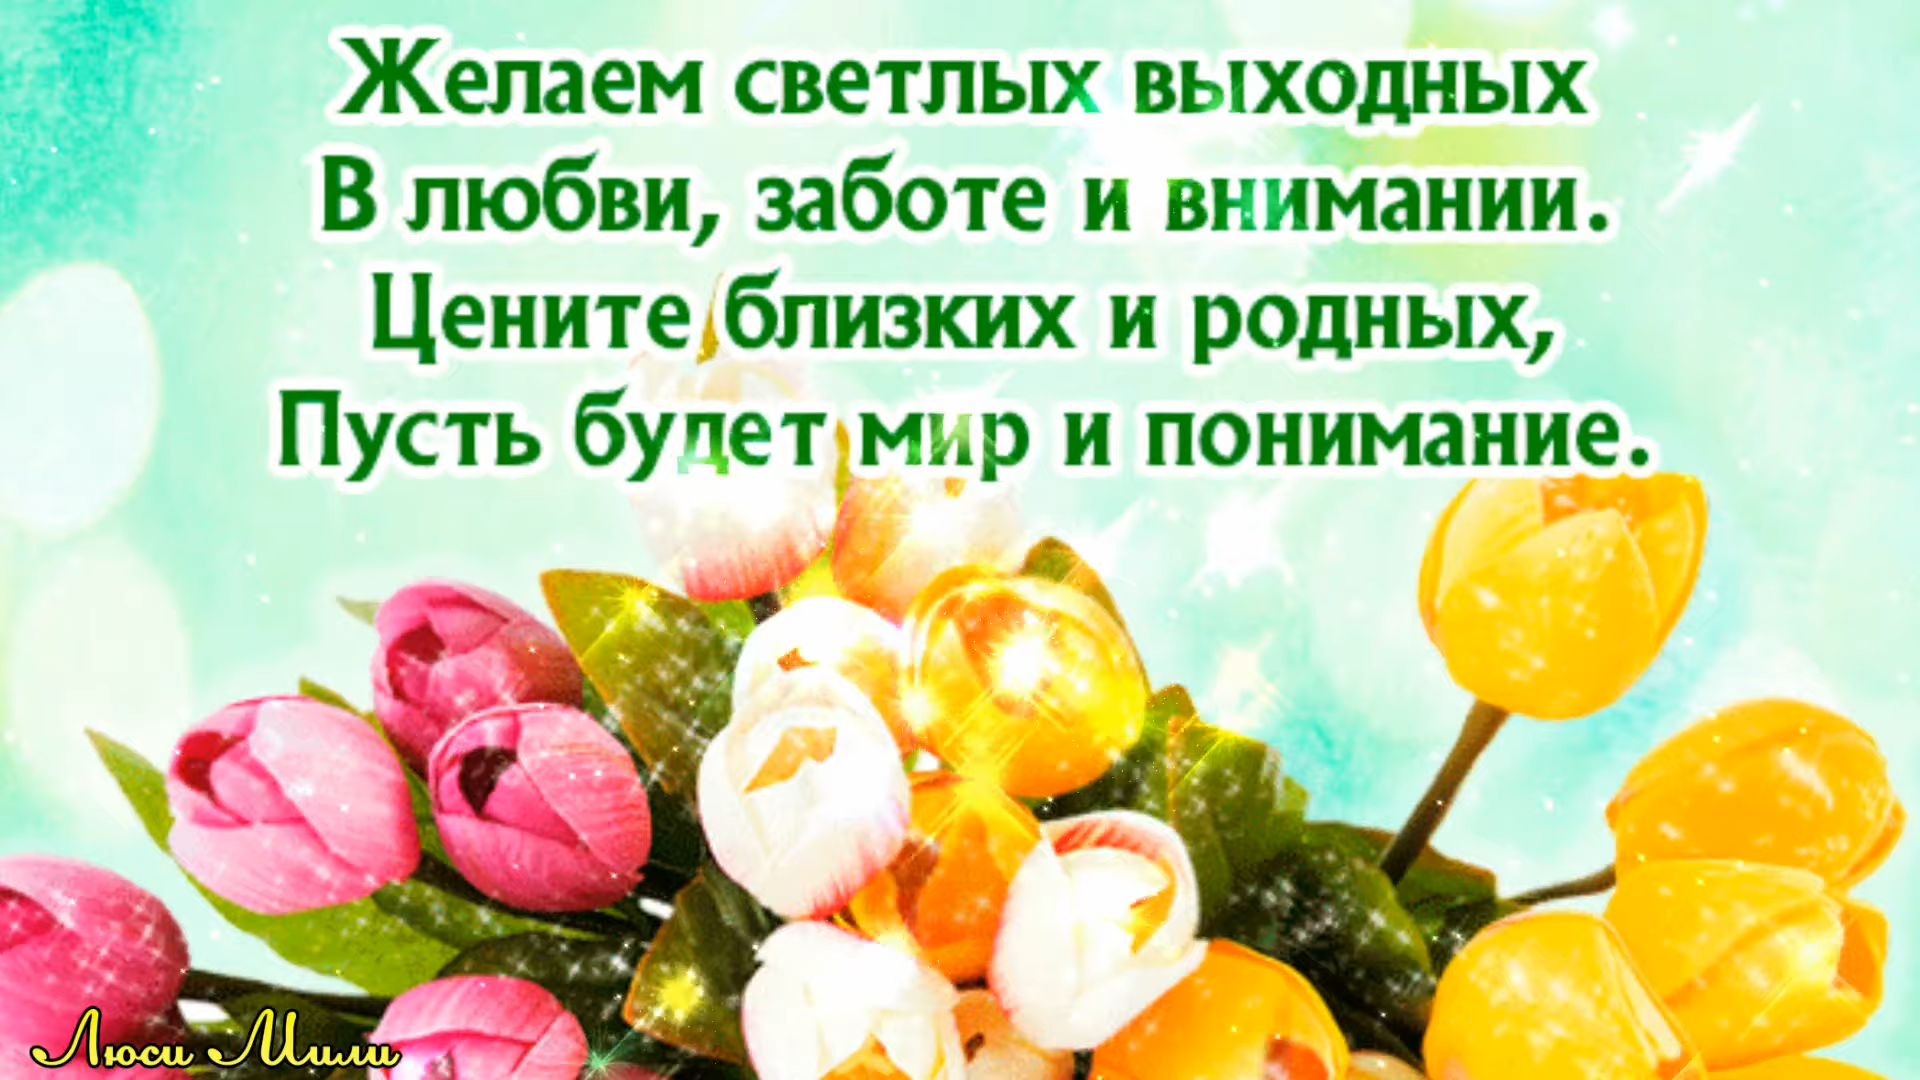 Желаем светлых выходных
В любви, заботе и внимании.
Цените близких и родных,
Пусть будет мир и понимание.
Люси Мили